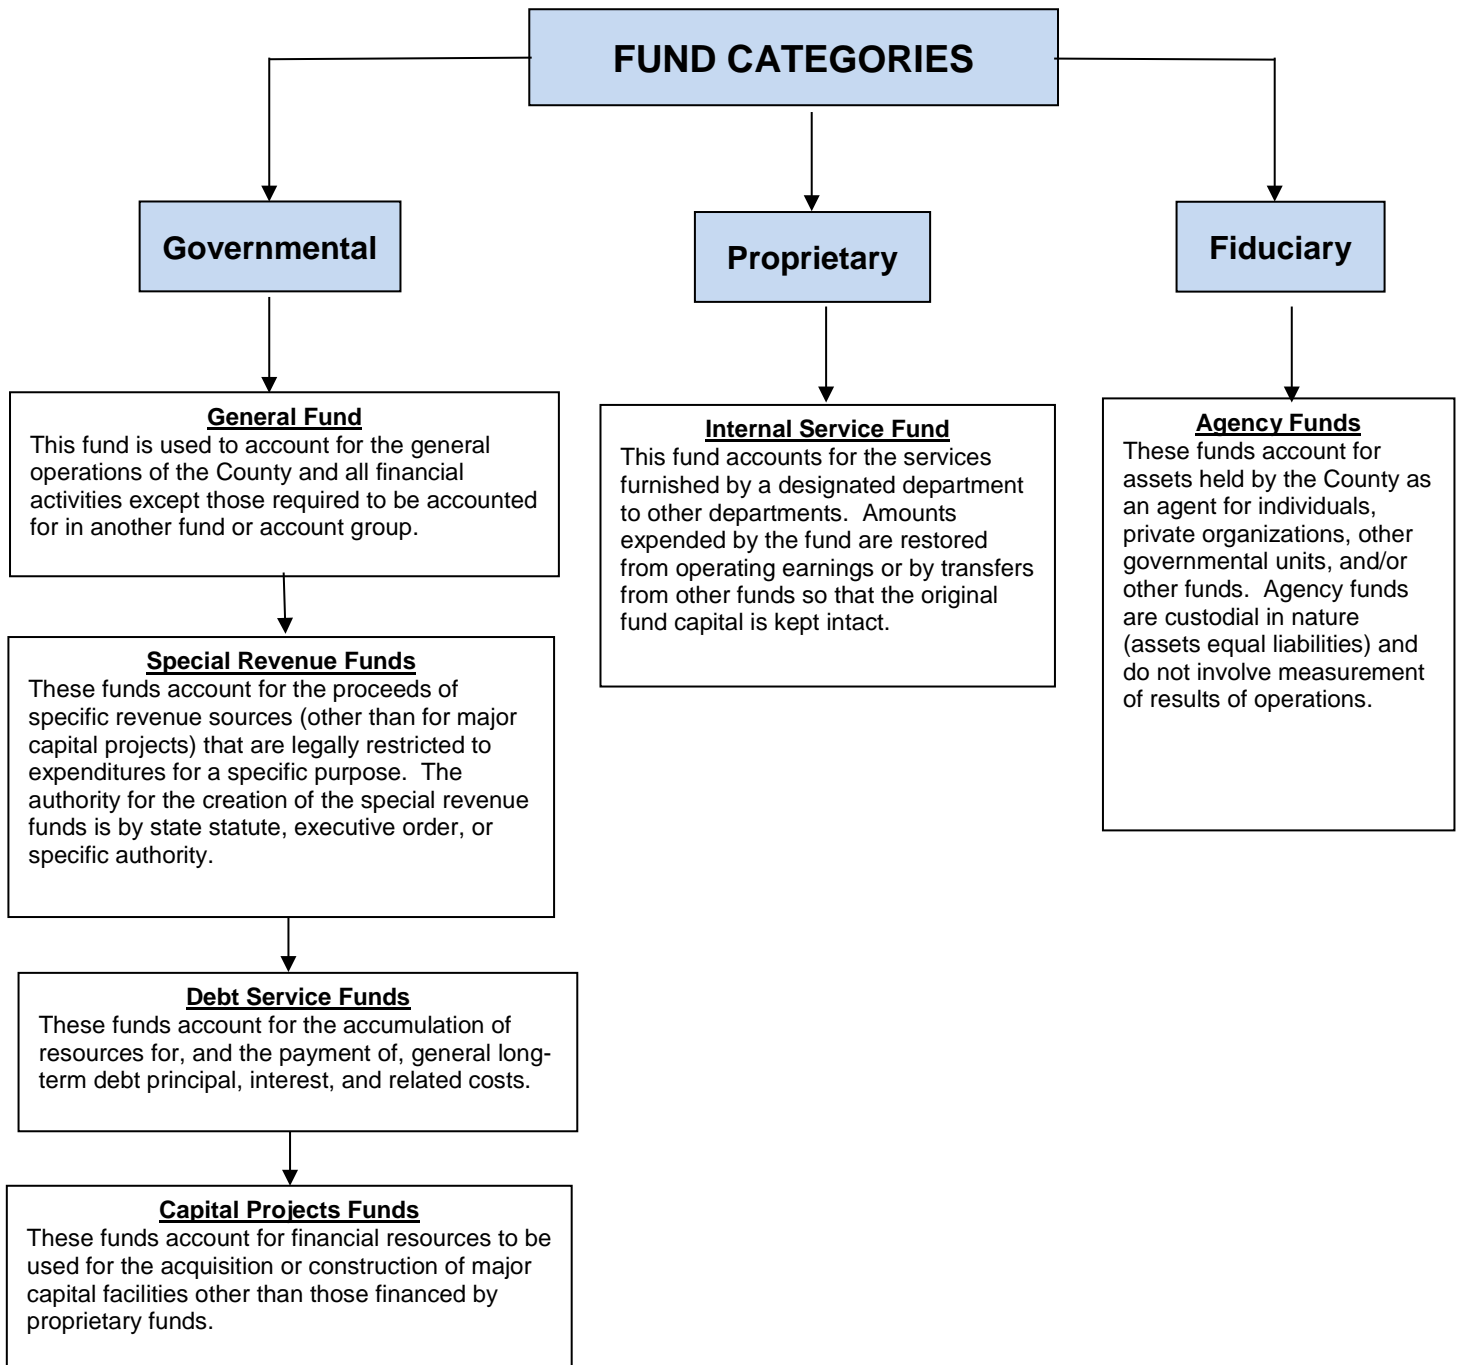 FUND CATEGORIES
Governmental
Proprietary
Fiduciary
General Fund
This fund is used to account for the general
operations of the County and all financial
activities except those required to be accounted
for in another fund or account group.
Special Revenue Funds
These funds account for the proceeds of
specific revenue sources (other than for major
capital projects) that are legally restricted to
expenditures for a specific purpose.  The
authority for the creation of the special revenue
funds is by state statute, executive order, or
specific authority.
Debt Service Funds
These funds account for the accumulation of
resources for, and the payment of, general long-
term debt principal, interest, and related costs.
Capital Projects Funds
These funds account for financial resources to be
used for the acquisition or construction of major
capital facilities other than those financed by
proprietary funds.
Internal Service Fund
This fund accounts for the services
furnished by a designated department
to other departments.  Amounts
expended by the fund are restored
from operating earnings or by transfers
from other funds so that the original
fund capital is kept intact.
Agency Funds
These funds account for
assets held by the County as
an agent for individuals,
private organizations, other
governmental units, and/or
other funds.  Agency funds
are custodial in nature
(assets equal liabilities) and
do not involve measurement
of results of operations.